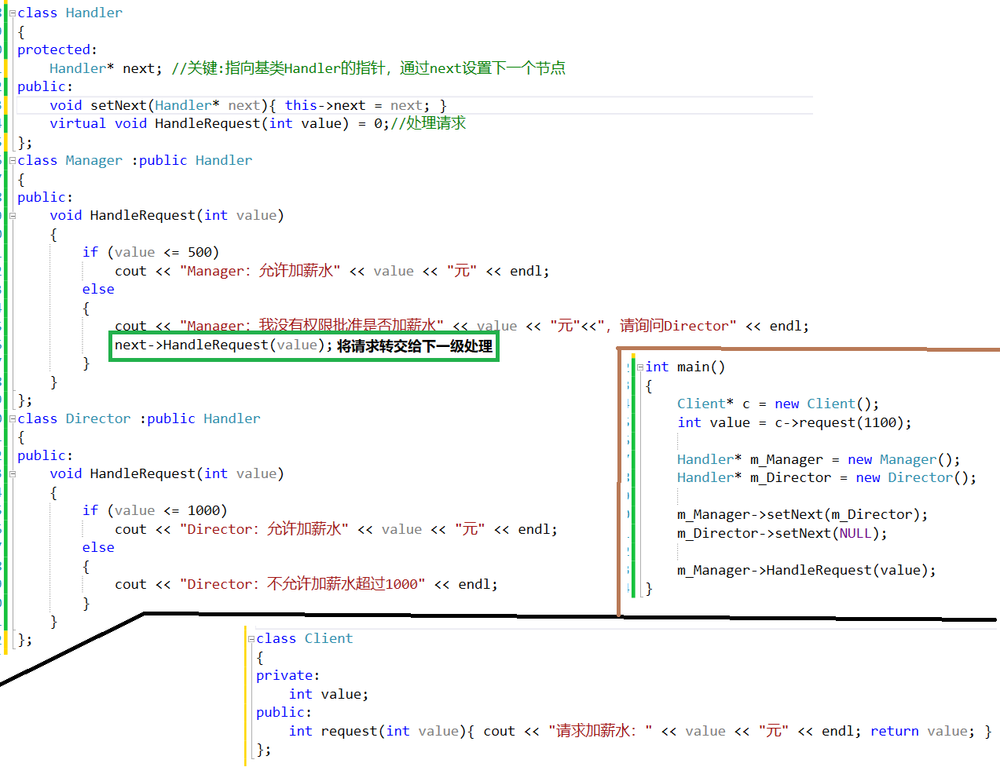 class Handler
{
protected:
    Handler* next; //关键:指向基类Handler的指针，通过next设置下一个节点
public:
    void setNext(Handler* next){ this->next = next; }
    virtual void HandleRequest(int value) = 0;//处理请求
};
class Manager :public Handler
{
public:
    void HandleRequest(int value)
    {
        if (value <= 500)
            cout << "Manager：允许加薪水" << value << "元" << endl;
        else
        {
            cout << "Manager：我没有权限批准是否加薪水" << value << "元"<<"，请询问Director" << endl;
            next->HandleRequest(value); 将请求转交给下一级处理
        }
    }
};
class Director :public Handler
{
public:
    void HandleRequest(int value)
    {
        if (value <= 1000)
            cout << "Director：允许加薪水" << value << "元" << endl;
        else
        {
            cout << "Director：不允许加薪水超过1000" << endl;
        }
    }
};
int main()
{
    Client* c = new Client();
    int value = c->request(1100);
    Handler* m_Manager = new Manager();
    Handler* m_Director = new Director();
    m_Manager->setNext(m_Director);
    m_Director->setNext(NULL);
    m_Manager->HandleRequest(value);
}
class Client
{
private:
    int value;
public:
    int request(int value){ cout << "请求加薪水：" << value << "元" << endl; return value; }
};